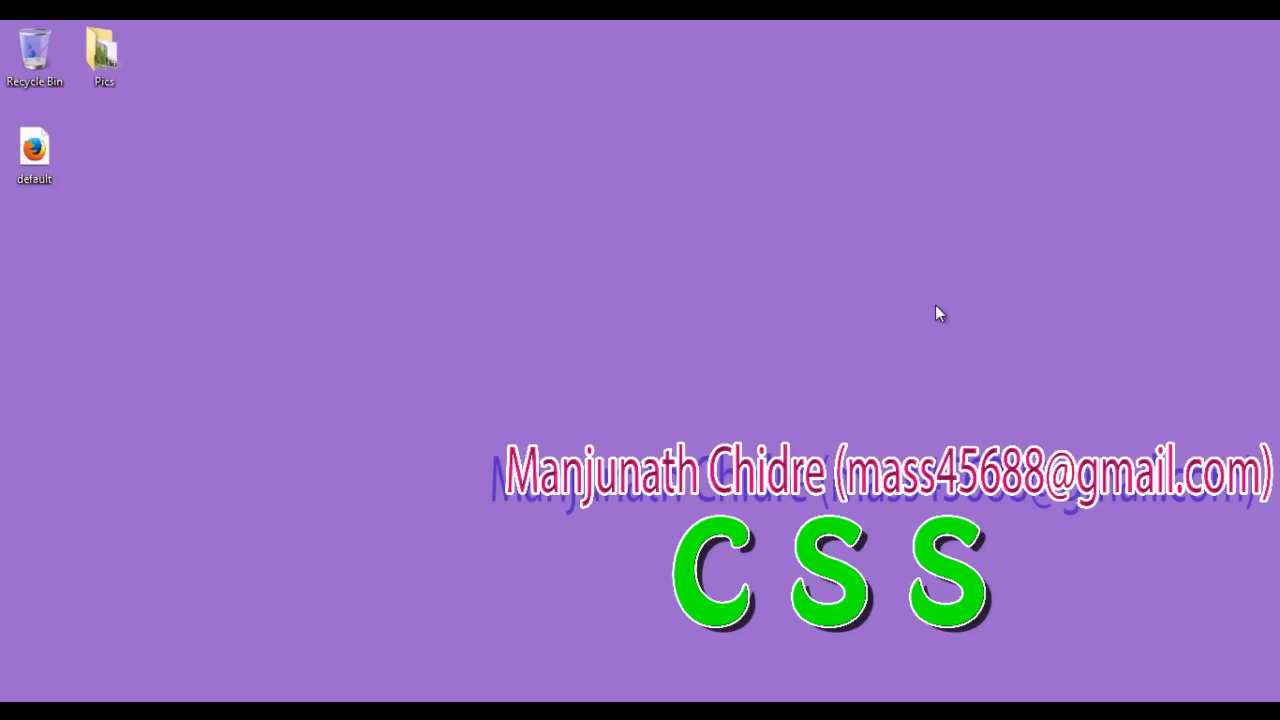 Recycle Bin
Pics
default
Manjunath Chidre (mass45688@gmail.com)
C S S